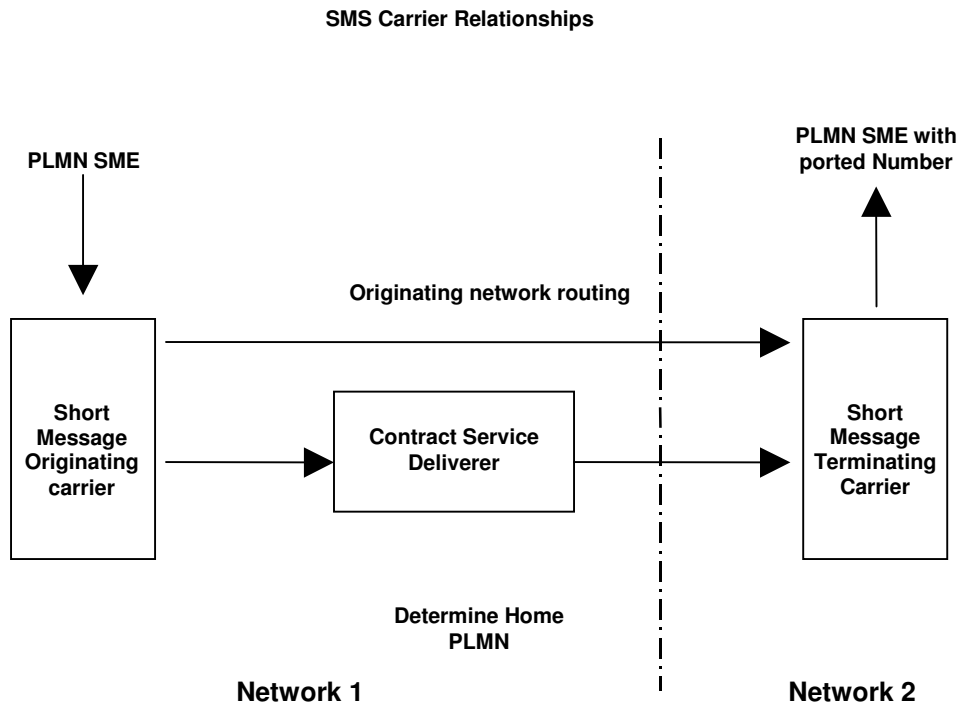 SMS Carrier Relationships
PLMN SME
PLMN SME with
ported Number
Originating network routing
Short
Message
Originating
carrier
Contract Service
Deliverer
Short
Message
Terminating
Carrier
Determine Home
PLMN
Network 1
Network 2